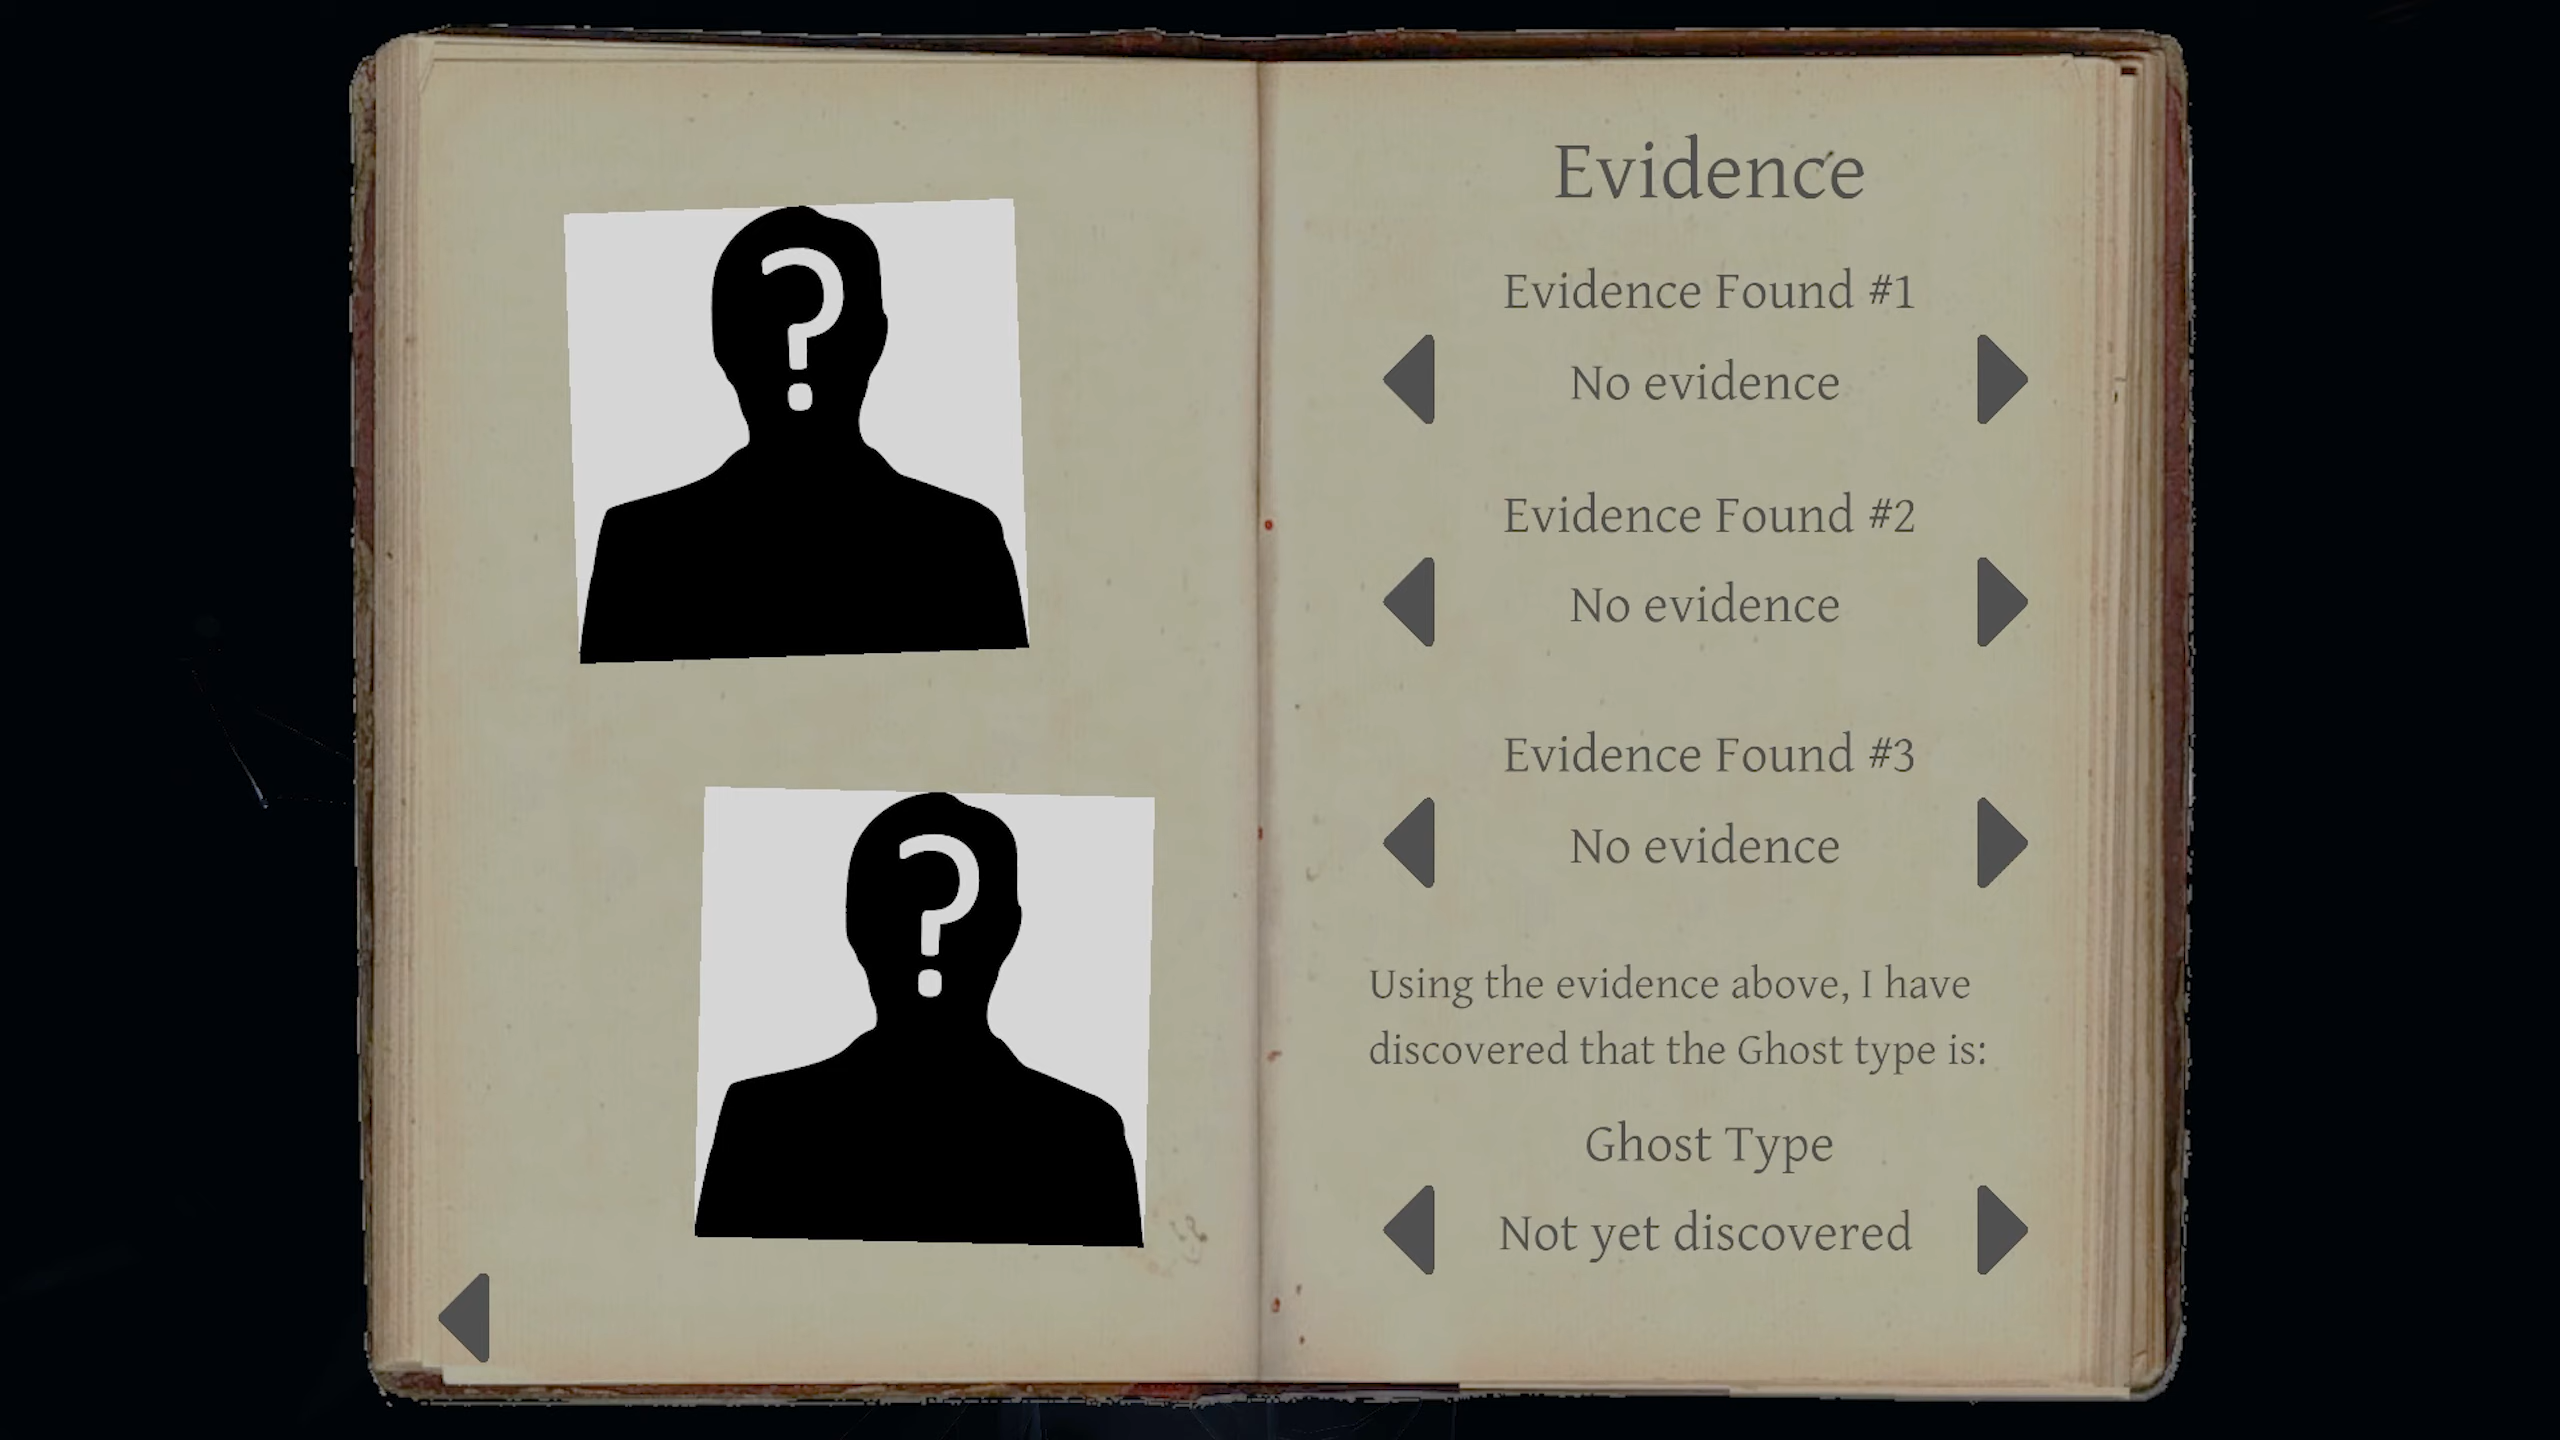 ?
?
Evidence
Evidence Found #1
No evidence
Evidence Found #2
No evidence
Evidence Found #3
No evidence
Using the evidence above, I have
discovered that the Ghost type is:
Ghost Type
Not yet discovered